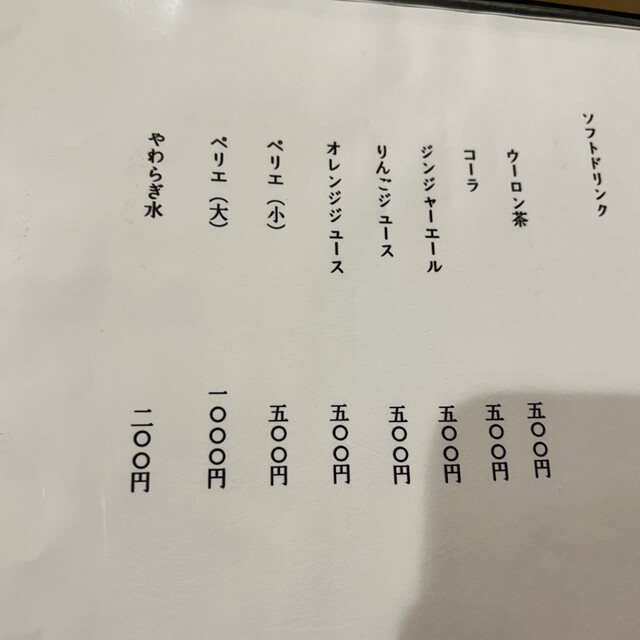 ソフトドリンク
ウーロン茶 五〇〇円
コーラ 五〇〇円
ジンジャーエール 五〇〇円
りんごジュース 五〇〇円
オレンジジュース 五〇〇円
ペリエ（小） 五〇〇円
ペリエ（大） 一〇〇〇円
やわらぎ水 二〇〇円